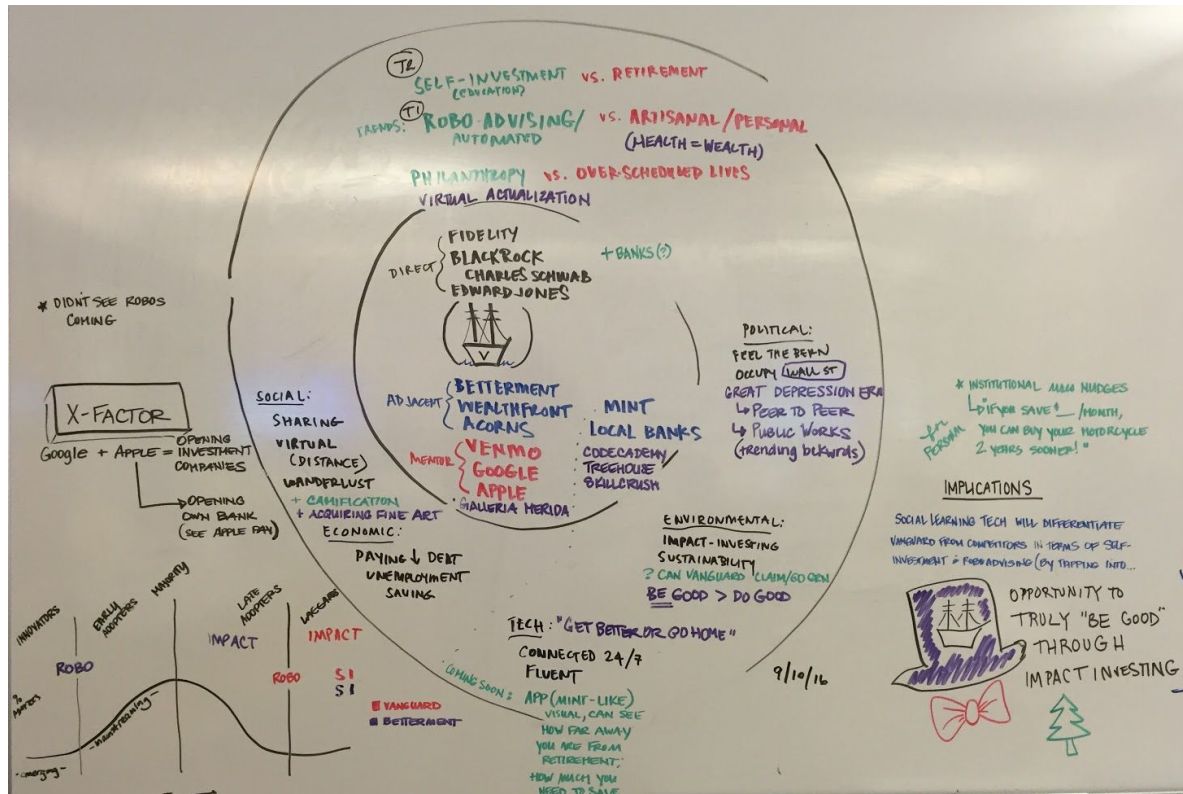 T2
SELF-INVESTMENT vs. RETIREMENT
(EDUCATION?)
T1
TRENDS: ROBO-ADVISING/ vs. ARTISANAL/PERSONAL
AUTOMATED (HEALTH = WEALTH)
PHILANTHROPY vs. OVER-SCHEDULED LIVES
VIRTUAL ACTUALIZATION
DIRECT
FIDELITY
BLACKROCK
CHARLES SCHWAB
EDWARD JONES
+ BANKS(?)
V
ADJACENT
BETTERMENT
WEALTHFRONT
ACORNS
MENTOR
VENMO
GOOGLE
APPLE
GALLERIA MERIDA
MINT
LOCAL BANKS
CODECADEMY
TREEHOUSE
SKILLCRUSH
* DIDN'T SEE ROBOS
COMING
X-FACTOR
Google + APPLE = OPENING
INVESTMENT
COMPANIES
OPENING
OWN BANK
(SEE APPLE PAY)
SOCIAL:
SHARING
VIRTUAL
(DISTANCE)
WANDERLUST
+ GAMIFICATION
+ ACQUIRING FINE ART
ECONOMIC:
PAYING ↓ DEBT
UNEMPLOYMENT
SAVING
POLITICAL:
FEEL THE BERN
OCCUPY WALL ST
GREAT DEPRESSION ERA
↳ PEER TO PEER
↳ PUBLIC WORKS
(trending bckwrds)
ENVIRONMENTAL:
IMPACT-INVESTING
SUSTAINABILITY
? CAN VANGUARD CLAIM/GO GRN
BE GOOD > DO GOOD
TECH: "GET BETTER OR GO HOME"
CONNECTED 24/7
FLUENT
COMING SOON: APP (MINT-LIKE)
VISUAL, CAN SEE
HOW FAR AWAY
YOU ARE FROM
RETIREMENT,
HOW MUCH YOU
NEED TO SAVE
9/10/16
* INSTITUTIONAL NUDGES
↳ if you SAVE $__/MONTH,
YOU CAN BUY YOUR MOTORCYCLE
2 YEARS SOONER!"
for
PERSIAN
IMPLICATIONS
SOCIAL LEARNING TECH WILL DIFFERENTIATE
VANGUARD FROM COMPETITORS IN TERMS OF SELF-
INVESTMENT & ROBOADVISING (BY TAPPING INTO...
OPPORTUNITY TO
TRULY "BE GOOD"
THROUGH
IMPACT INVESTING
INNOVATORS
EARLY
ADOPTERS
MAJORITY
LATE
ADOPTERS
LAGGARDS
ROBO
IMPACT
IMPACT
ROBO
SI
SI
-emerging-
-mainstreaming-
VANGUARD
BETTERMENT